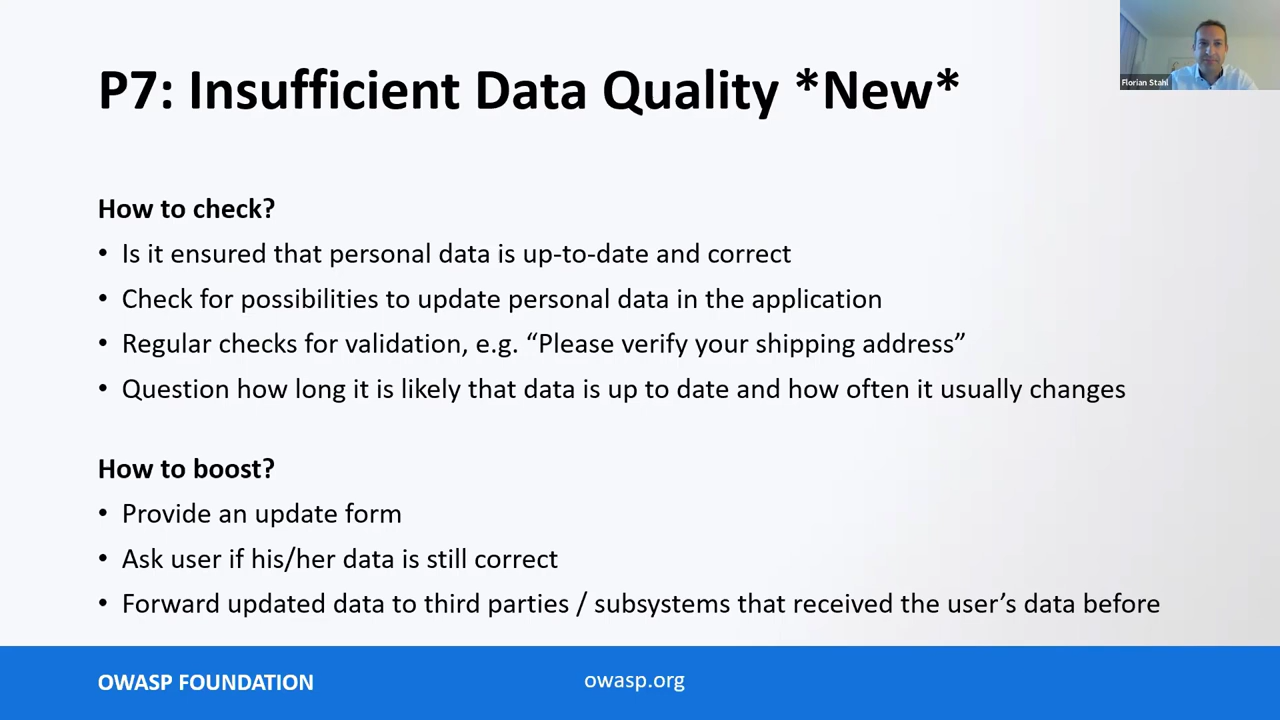 P7: Insufficient Data Quality *New*
Florian Stahl
How to check?
• Is it ensured that personal data is up-to-date and correct
• Check for possibilities to update personal data in the application
• Regular checks for validation, e.g. “Please verify your shipping address”
• Question how long it is likely that data is up to date and how often it usually changes
How to boost?
• Provide an update form
• Ask user if his/her data is still correct
• Forward updated data to third parties / subsystems that received the user’s data before
OWASP FOUNDATION
owasp.org